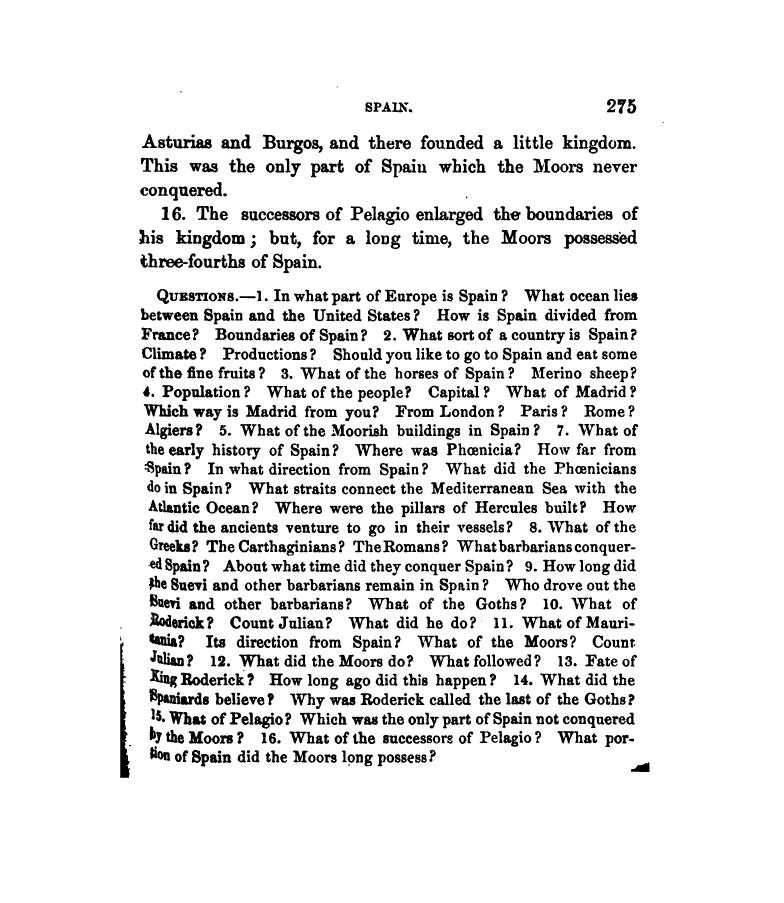 SPAIN. 275
Asturias and Burgos, and there founded a little kingdom.
This was the only part of Spain which the Moors never
conquered.
16. The successors of Pelagio enlarged the boundaries of
his kingdom; but, for a long time, the Moors possessed
three-fourths of Spain.
QUESTIONS.—1. In what part of Europe is Spain? What ocean lies
between Spain and the United States? How is Spain divided from
France? Boundaries of Spain? 2. What sort of a country is Spain?
Climate? Productions? Should you like to go to Spain and eat some
of the fine fruits? 3. What of the horses of Spain? Merino sheep?
4. Population? What of the people? Capital? What of Madrid?
Which way is Madrid from you? From London? Paris? Rome?
Algiers? 5. What of the Moorish buildings in Spain? 7. What of
the early history of Spain? Where was Phœnicia? How far from
Spain? In what direction from Spain? What did the Phœnicians
do in Spain? What straits connect the Mediterranean Sea with the
Atlantic Ocean? Where were the pillars of Hercules built? How
far did the ancients venture to go in their vessels? 8. What of the
Greeks? The Carthaginians? The Romans? What barbarians conquer-
ed Spain? About what time did they conquer Spain? 9. How long did
the Suevi and other barbarians remain in Spain? Who drove out the
Suevi and other barbarians? What of the Goths? 10. What of
Roderick? Count Julian? What did he do? 11. What of Mauri-
tania? Its direction from Spain? What of the Moors? Count
Julian? 12. What did the Moors do? What followed? 13. Fate of
King Roderick? How long ago did this happen? 14. What did the
Spaniards believe? Why was Roderick called the last of the Goths?
15. What of Pelagio? Which was the only part of Spain not conquered
by the Moors? 16. What of the successors of Pelagio? What por-
tion of Spain did the Moors long possess?